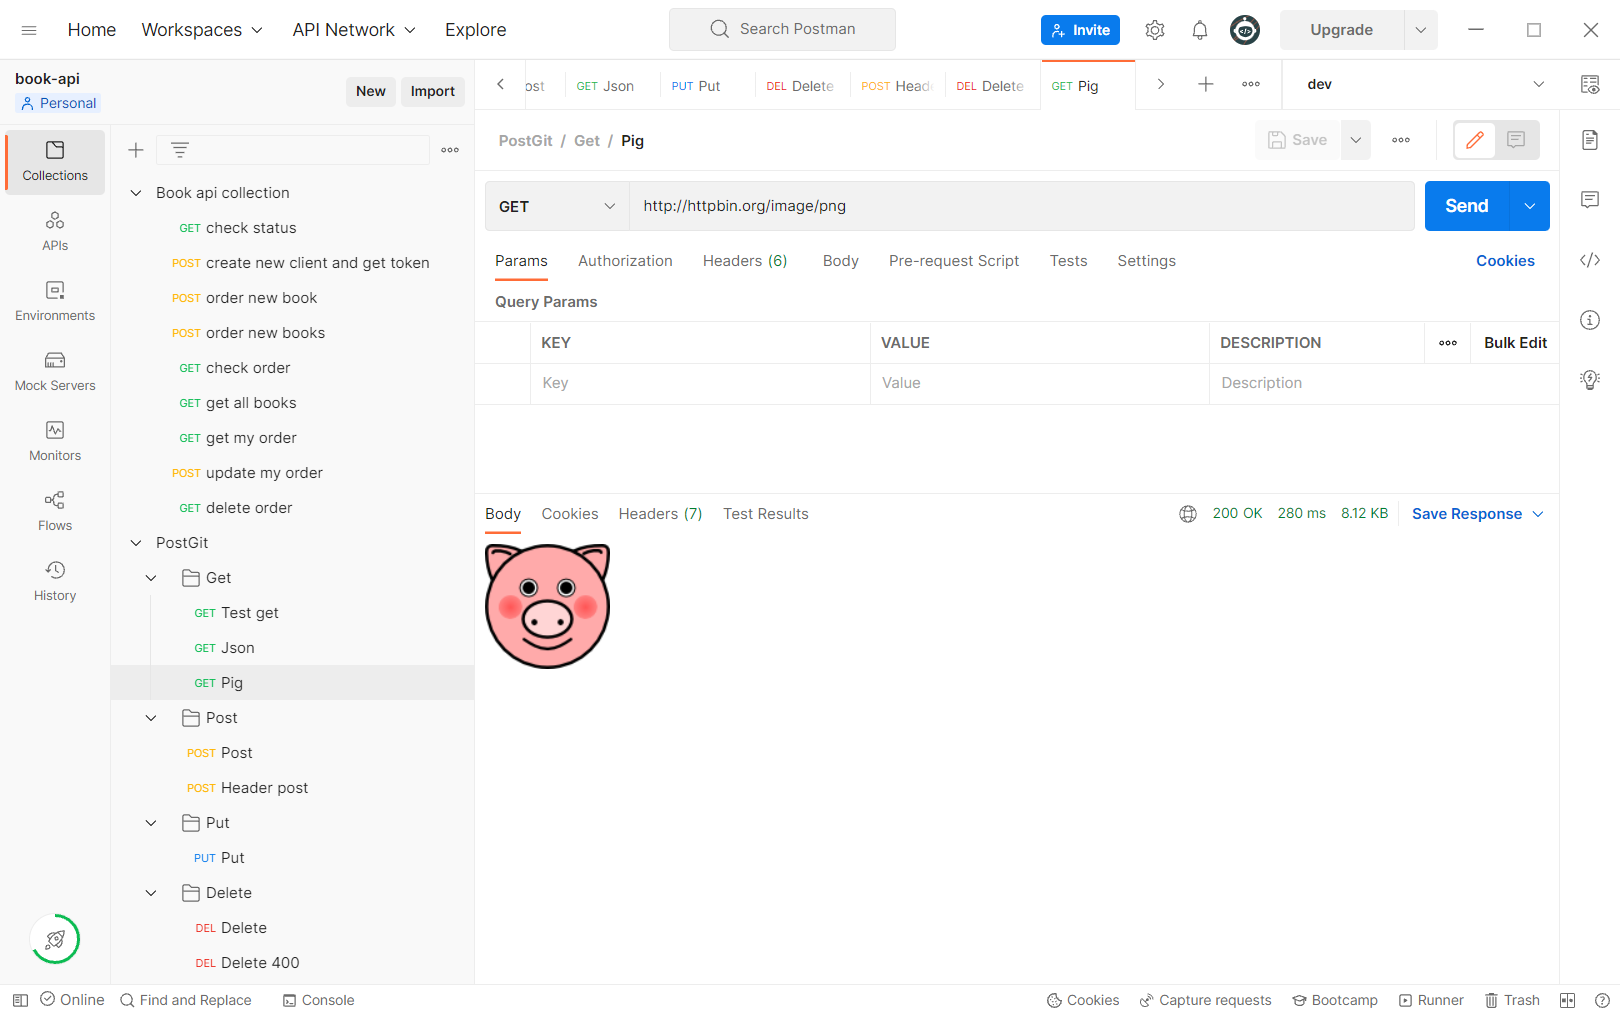 Home Workspaces API Network Explore Search Postman Invite Upgrade
book-api
Personal
New Import
ost GET Json PUT Put DEL Delete POST Head DEL Delete GET Pig dev
Collections
APIs
Environments
Mock Servers
Monitors
Flows
History
Book api collection
GET check status
POST create new client and get token
POST order new book
POST order new books
GET check order
GET get all books
GET get my order
POST update my order
GET delete order
PostGit
Get
GET Test get
GET Json
GET Pig
Post
POST Post
POST Header post
Put
PUT Put
Delete
DEL Delete
DEL Delete 400
PostGit / Get / Pig Save
GET http://httpbin.org/image/png Send
Params Authorization Headers (6) Body Pre-request Script Tests Settings Cookies
Query Params
KEY VALUE DESCRIPTION Bulk Edit
Key Value Description
Body Cookies Headers (7) Test Results 200 OK 280 ms 8.12 KB Save Response
Online Find and Replace Console Cookies Capture requests Bootcamp Runner Trash